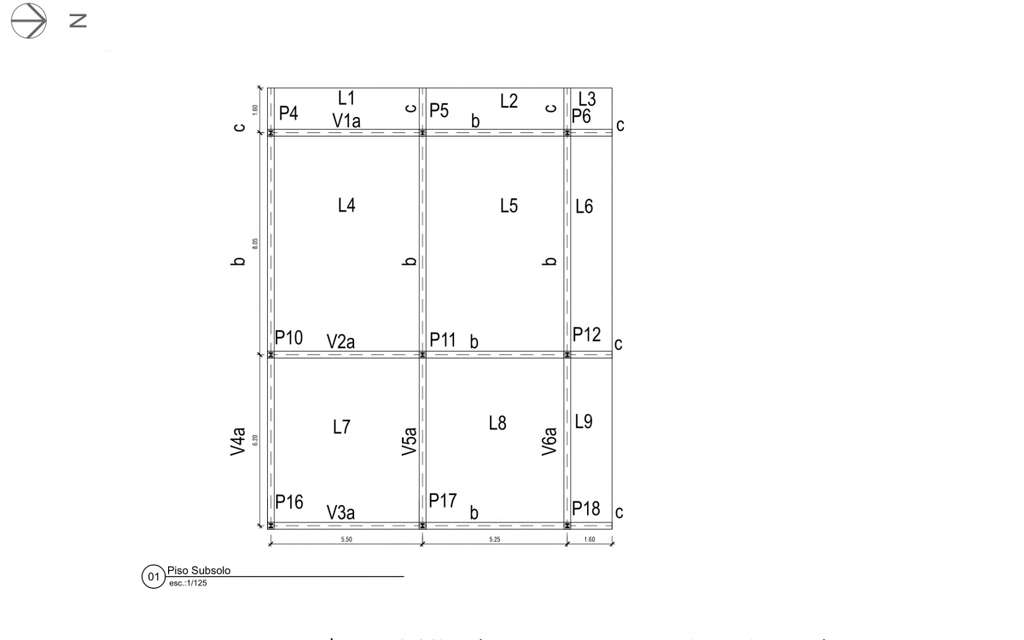 N
L1
L2
L3
P4
c
P5
c
P6
1.60
V1a
b
c
c
L4
L5
L6
8.05
b
b
b
P10
V2a
P11
b
P12
c
L7
L8
L9
V4a
6.20
V5a
V6a
P16
V3a
P17
b
P18
c
5.50
5.25
1.60
01
Piso Subsolo
esc.:1/125